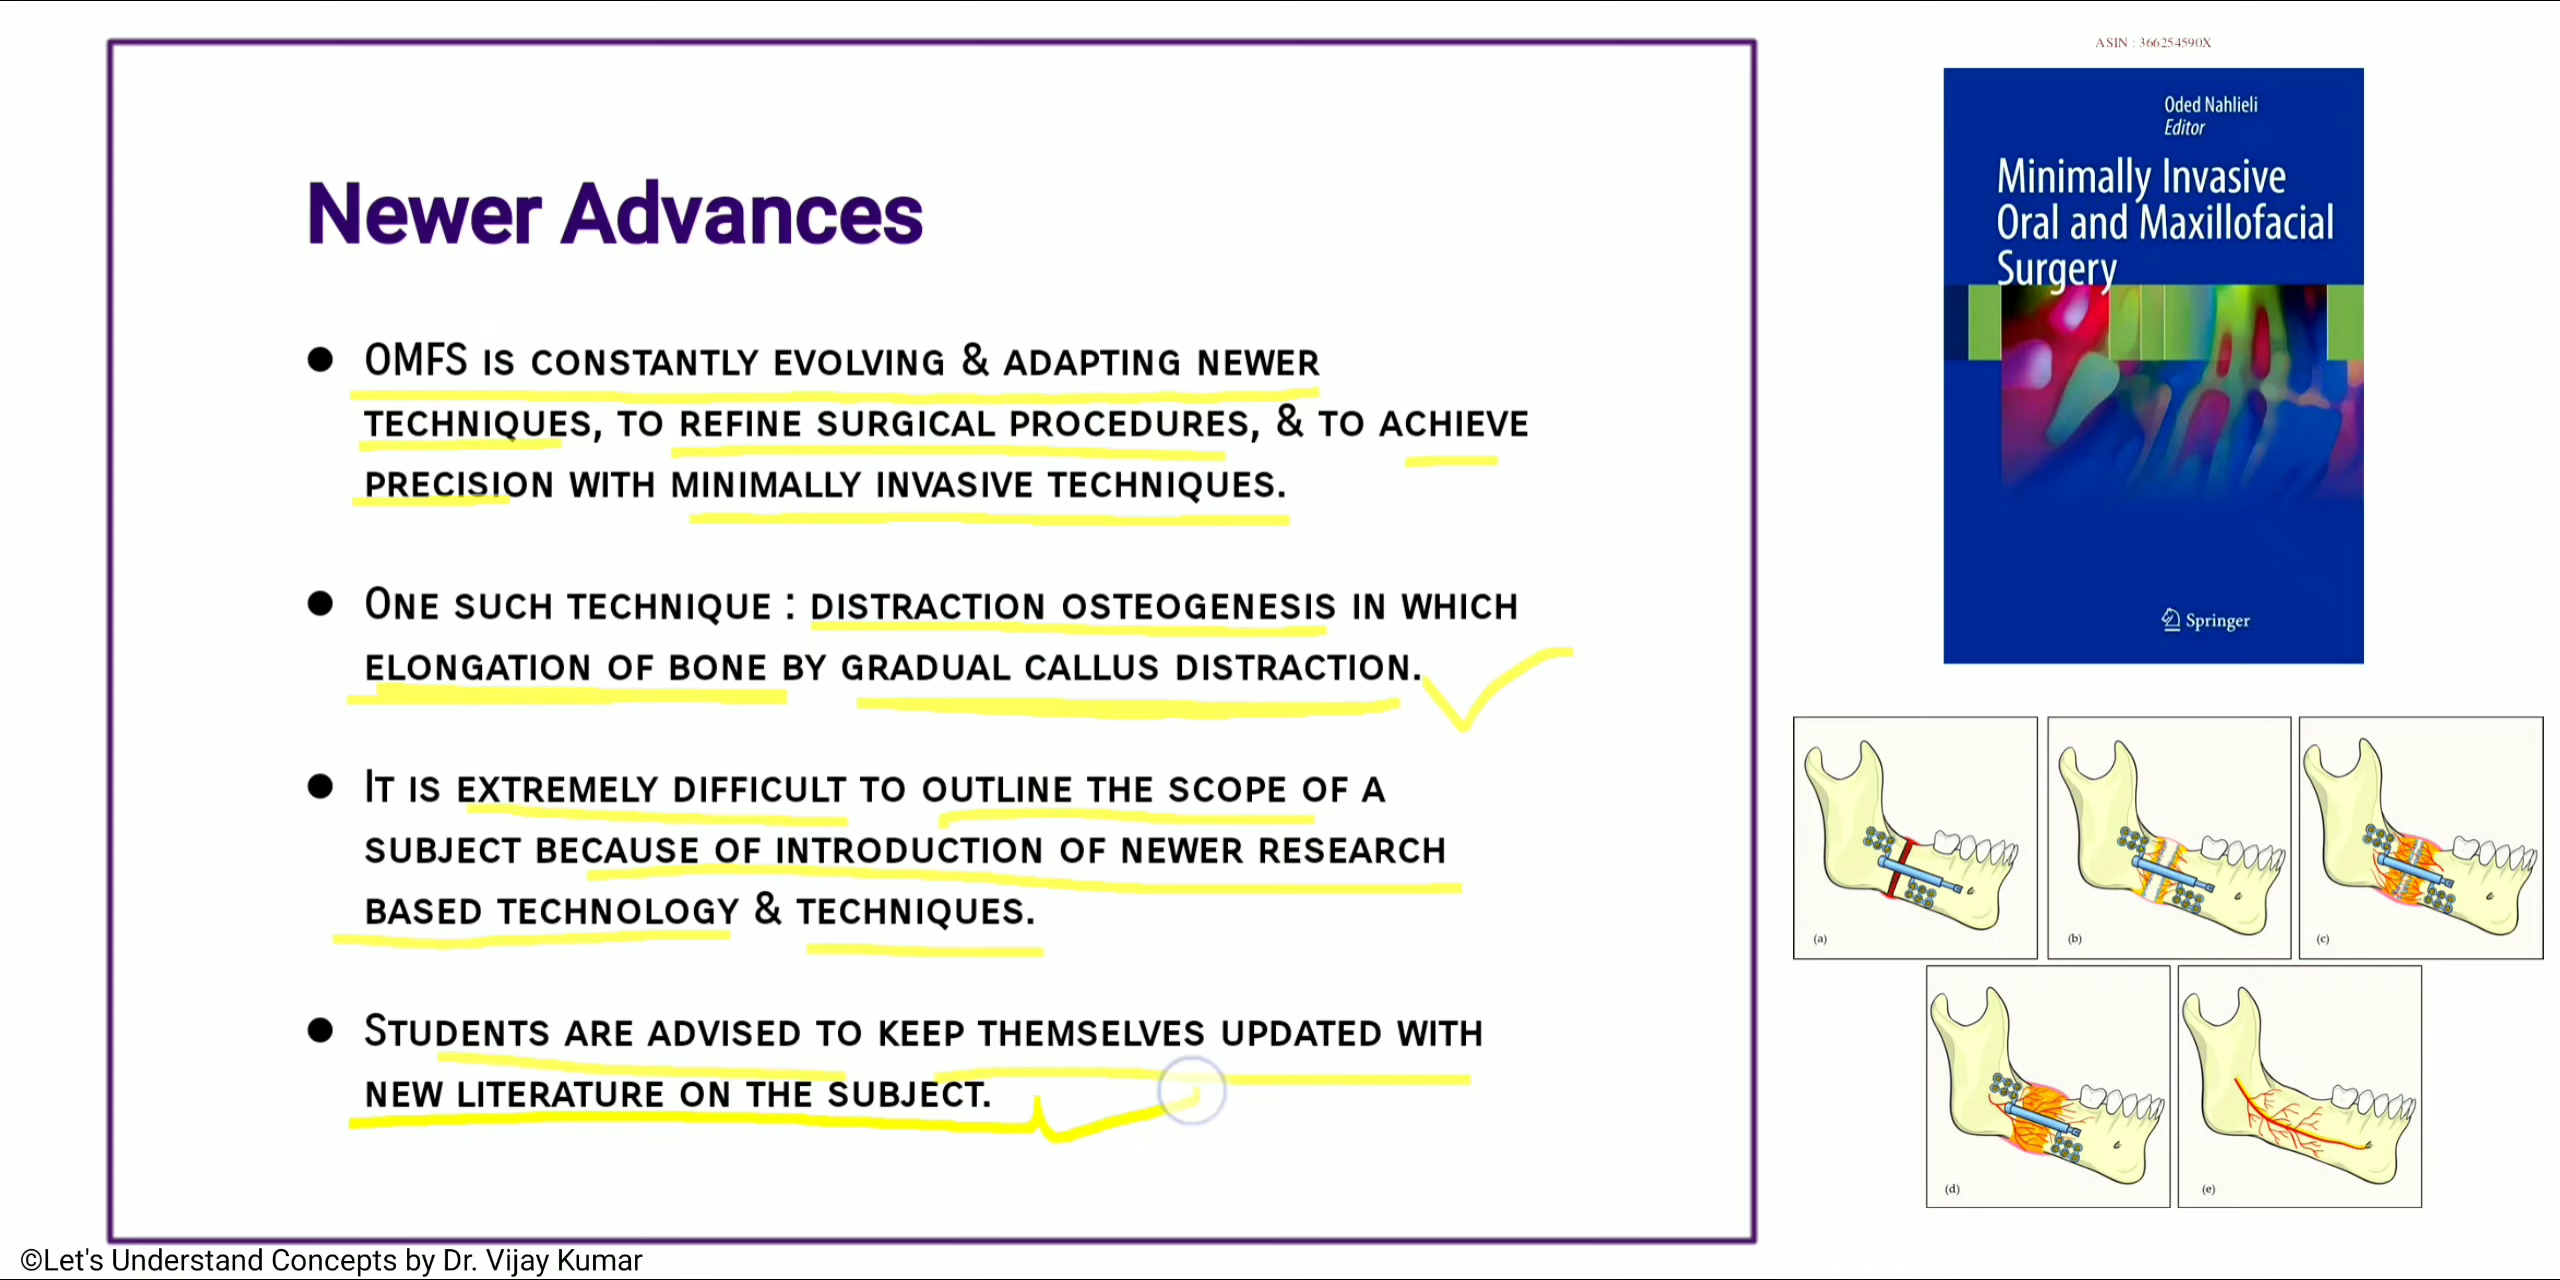 Newer Advances
● OMFS is constantly evolving & adapting newer
techniques, to refine surgical procedures, & to achieve
precision with minimally invasive techniques.
● One such technique : distraction osteogenesis in which
elongation of bone by gradual callus distraction.
● It is extremely difficult to outline the scope of a
subject because of introduction of newer research
based technology & techniques.
● Students are advised to keep themselves updated with
new literature on the subject.
©Let's Understand Concepts by Dr. Vijay Kumar
ASIN : 366254590X
Oded Nahlieli
Editor
Minimally Invasive
Oral and Maxillofacial
Surgery
Springer
(a)
(b)
(c)
(d)
(e)